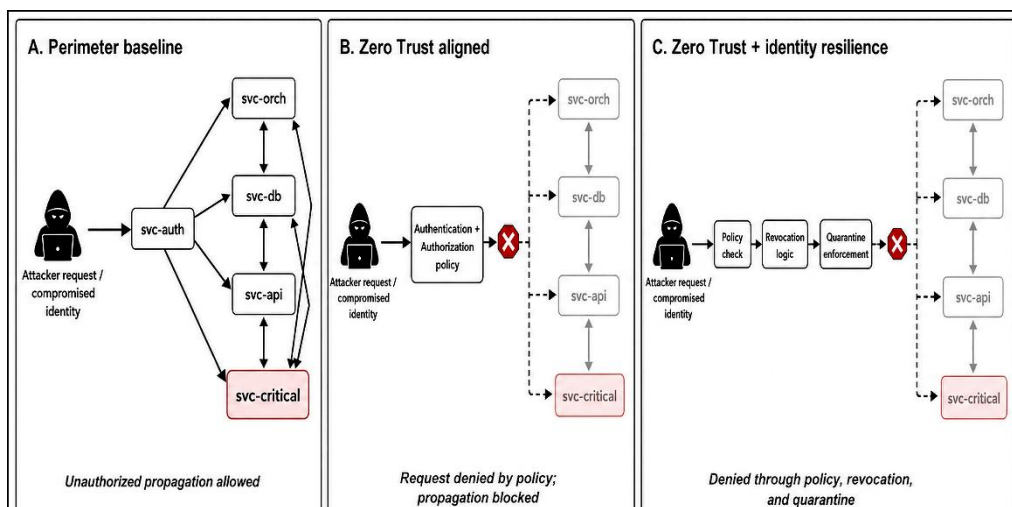 A. Perimeter baseline
svc-orch
svc-db
svc-auth
svc-api
svc-critical
Attacker request /
compromised
identity
Unauthorized propagation allowed
B. Zero Trust aligned
svc-orch
svc-db
Authentication +
Authorization
policy
svc-api
svc-critical
Attacker request /
compromised
identity
Request denied by policy;
propagation blocked
C. Zero Trust + identity resilience
svc-orch
svc-db
Policy
check
Revocation
logic
Quarantine
enforcement
svc-api
svc-critical
Attacker request /
compromised
identity
Denied through policy, revocation,
and quarantine